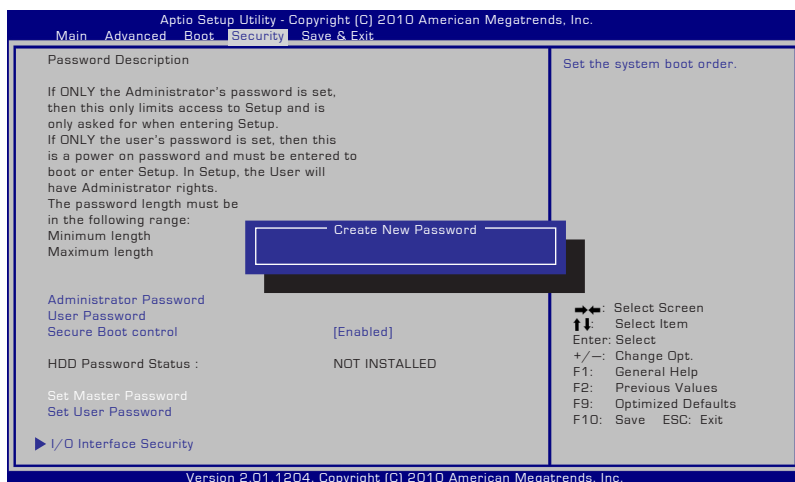 Aptio Setup Utility - Copyright (C) 2010 American Megatrends, Inc.
Main Advanced Boot Security Save & Exit
Password Description
If ONLY the Administrator's password is set,
then this only limits access to Setup and is
only asked for when entering Setup.
If ONLY the user's password is set, then this
is a power on password and must be entered to
boot or enter Setup. In Setup, the User will
have Administrator rights.
The password length must be
in the following range:
Minimum length
Maximum length
Create New Password
Administrator Password
User Password
Secure Boot control [Enabled]
HDD Password Status : NOT INSTALLED
Set Master Password
Set User Password
I/O Interface Security
Set the system boot order.
→←: Select Screen
↑↓: Select Item
Enter: Select
+/—: Change Opt.
F1: General Help
F2: Previous Values
F9: Optimized Defaults
F10: Save ESC: Exit
Version 2.01.1204. Copyright (C) 2010 American Megatrends, Inc.